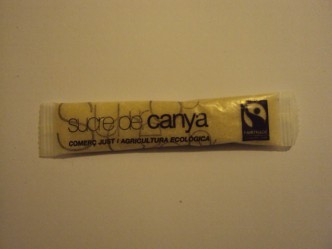 sucre de canya
COMERÇ JUST I AGRICULTURA ECOLÒGICA